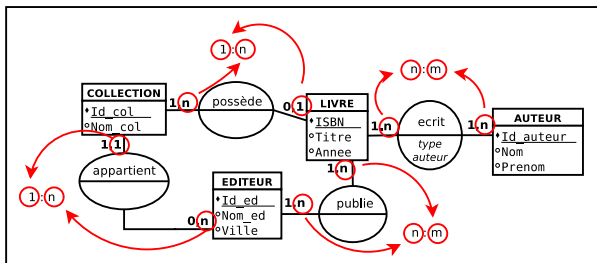 1:n
n:m
COLLECTION
Id_col
Nom_col
1,n
possède
0,1
LIVRE
ISBN
Titre
Annee
1,n
ecrit
type
auteur
1,n
AUTEUR
Id_auteur
Nom
Prenom
1,1
appartient
1,n
1:n
EDITEUR
Id_ed
Nom_ed
Ville
0,n
1,n
publie
n:m